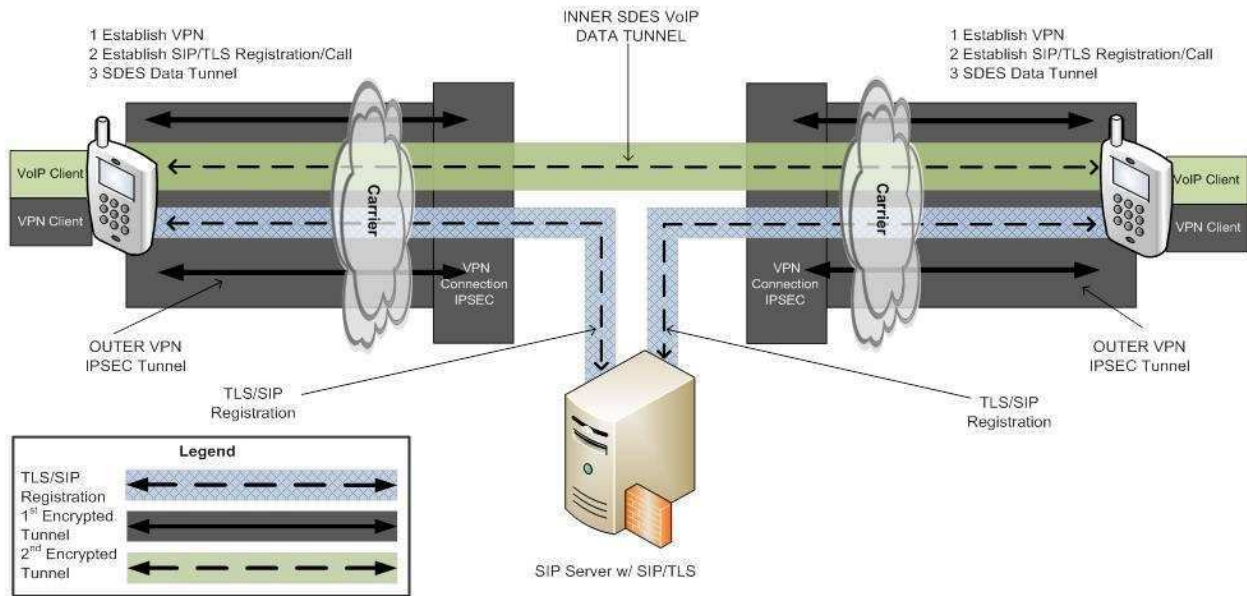 INNER SDES VoIP
DATA TUNNEL
1 Establish VPN
2 Establish SIP/TLS Registration/Call
3 SDES Data Tunnel
1 Establish VPN
2 Establish SIP/TLS Registration/Call
3 SDES Data Tunnel
VoIP Client
VPN Client
Carrier
VPN
Connection
IPSEC
VPN
Connection
IPSEC
Carrier
VoIP Client
VPN Client
OUTER VPN
IPSEC Tunnel
OUTER VPN
IPSEC Tunnel
TLS/SIP
Registration
TLS/SIP
Registration
Legend
TLS/SIP
Registration
1st Encrypted
Tunnel
2nd Encrypted
Tunnel
SIP Server w/ SIP/TLS